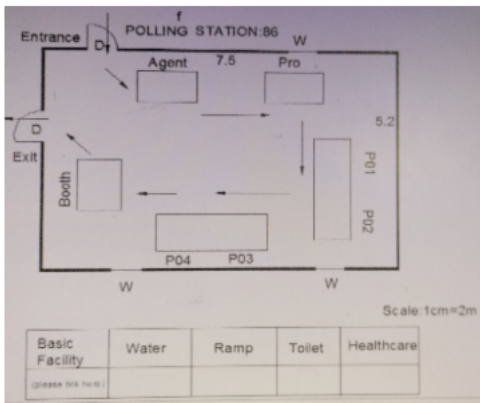 f
POLLING STATION:86
Entrance
D
W
Agent
7.5
Pro
5.2
D
Exit
Booth
P01
P02
P04
P03
W
W
Scale:1cm=2m
Basic Facility
Water
Ramp
Toilet
Healthcare
(please tick here)